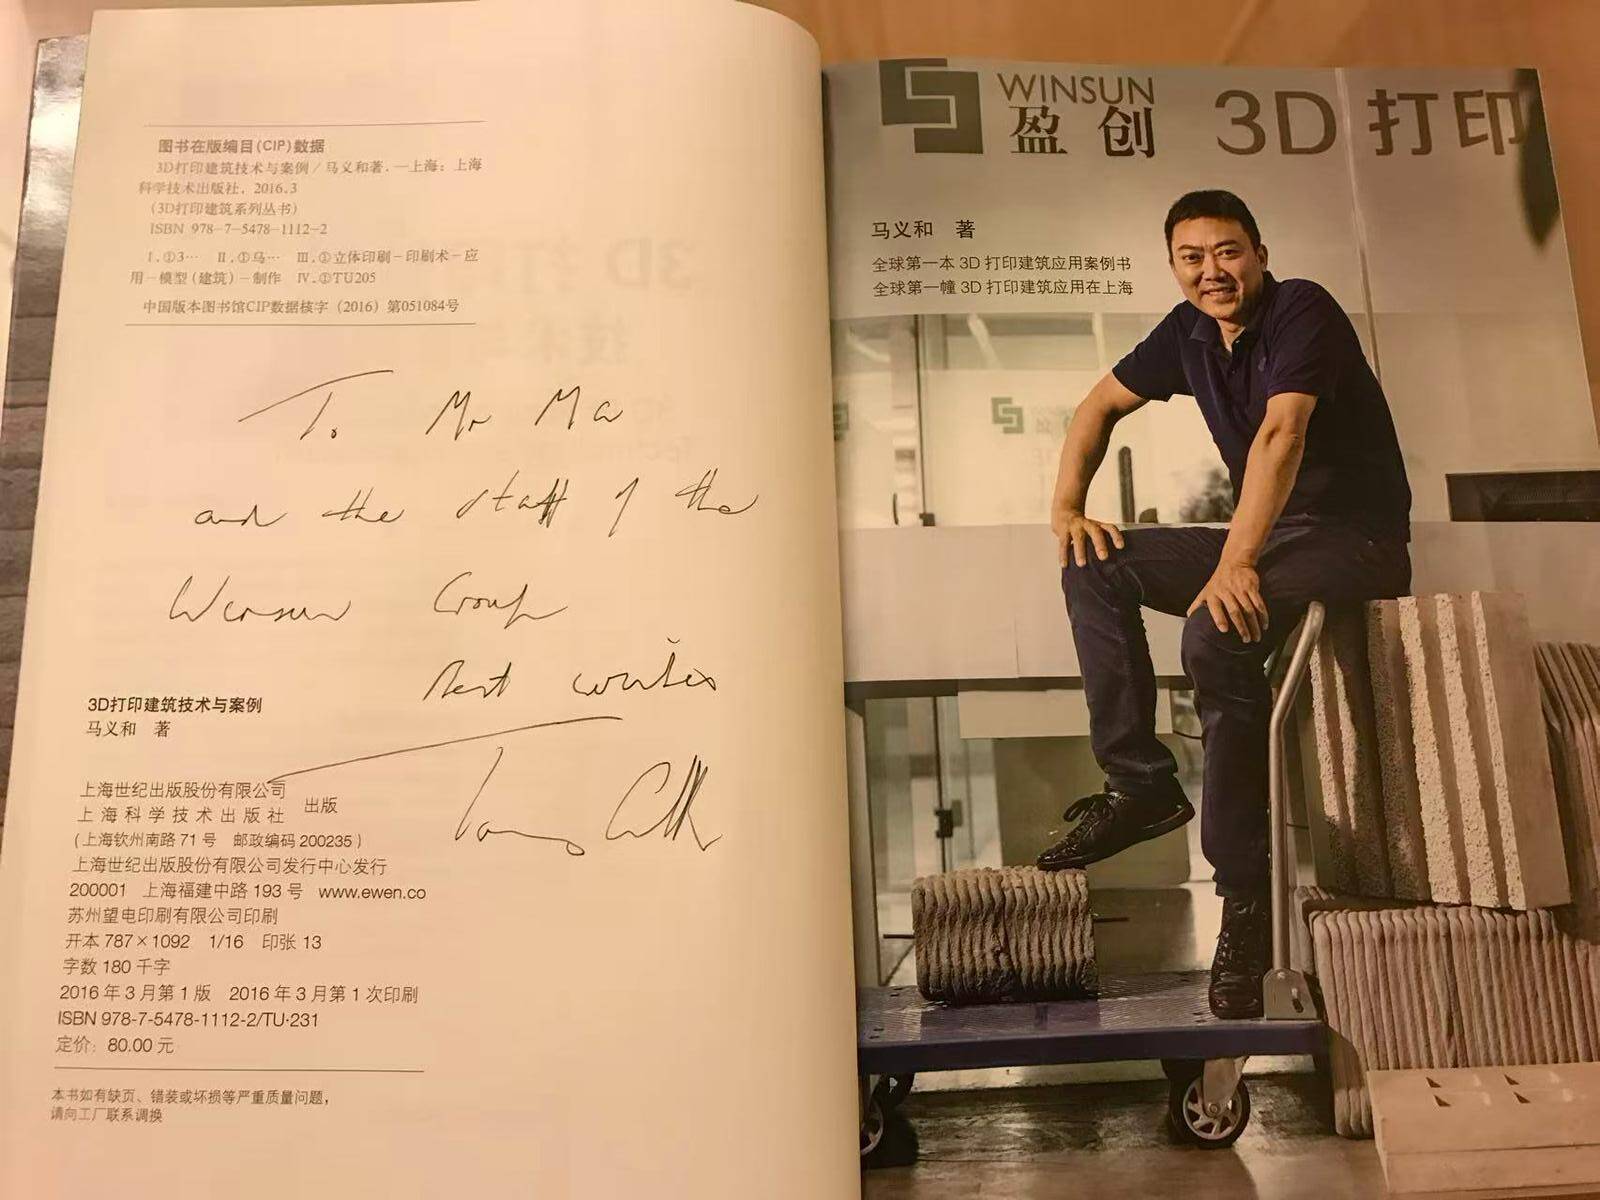 图书在版编目(CIP)数据
3D打印建筑技术与案例/马义和著.—上海:上海
科学技术出版社,2016.3
(3D打印建筑系列丛书)
ISBN 978-7-5478-1112-2
Ⅰ.①3… Ⅱ.①马… Ⅲ.①立体印刷-印刷术-应
用-模型(建筑)-制作 Ⅳ.①TU205
中国版本图书馆CIP数据核字(2016)第051084号
To Mr Ma
and the staff of the
Winsun Group
Best wishes
Tony
3D打印建筑技术与案例
马义和 著
上海世纪出版股份有限公司
上海科学技术出版社 出版
(上海钦州南路71号 邮政编码200235)
上海世纪出版股份有限公司发行中心发行
200001 上海福建中路193号 www.ewen.co
苏州望电印刷有限公司印刷
开本 787×1092 1/16 印张 13
字数 180 千字
2016年3月第1版 2016年3月第1次印刷
ISBN 978-7-5478-1112-2/TU·231
定价:80.00元
本书如有缺页、错装或坏损等严重质量问题,
请向工厂联系调换
WINSUN
盈创 3D打印
马义和 著
全球第一本3D打印建筑应用案例书
全球第一幢3D打印建筑应用在上海